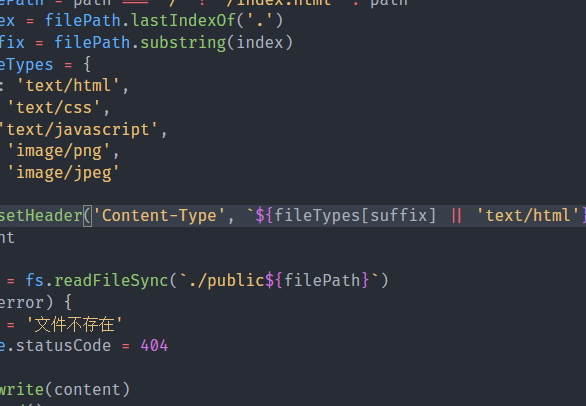 ePath = path === '/' ? '/index.html' : path
ex = filePath.lastIndexOf('.')
fix = filePath.substring(index)
eTypes = {
: 'text/html',
'text/css',
'text/javascript',
'image/png',
'image/jpeg'
setHeader('Content-Type', `${fileTypes[suffix] || 'text/html'}
nt
= fs.readFileSync(`./public${filePath}`)
error) {
= '文件不存在'
e.statusCode = 404
write(content)